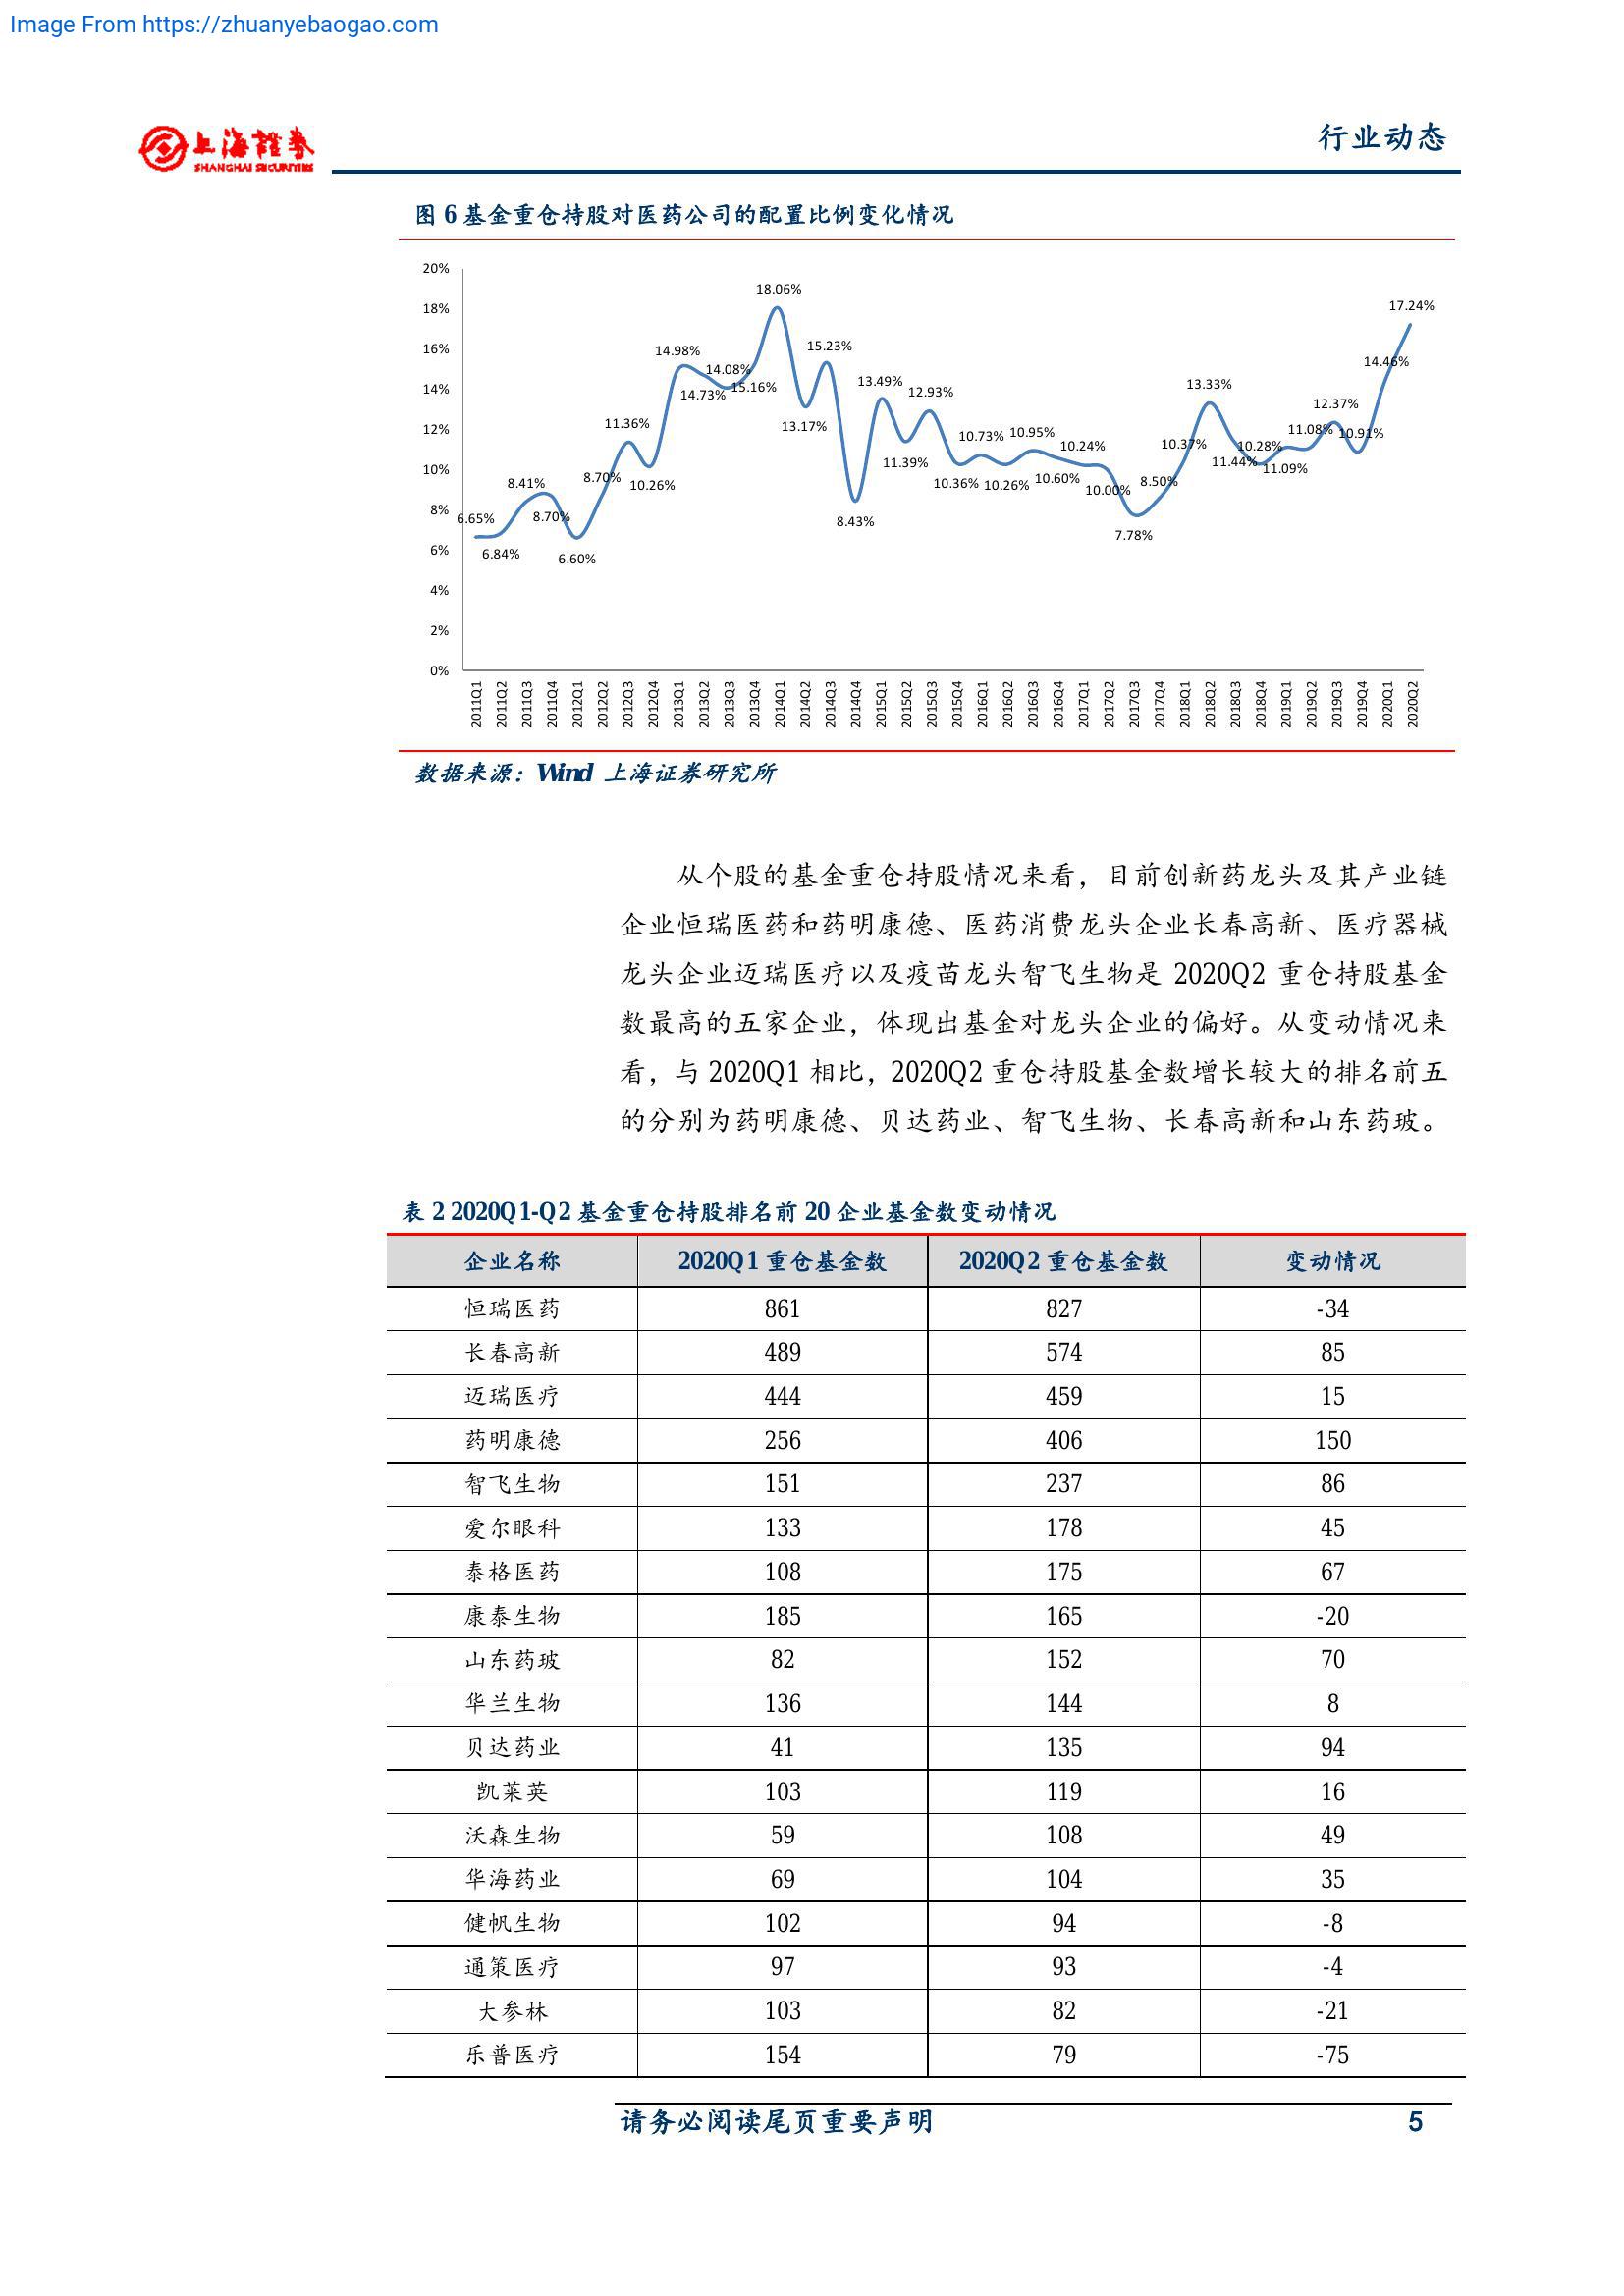 Image From https://zhuanyebaogao.com
上海證券
SHANGHAI SECURITIES
行业动态
图 6 基金重仓持股对医药公司的配置比例变化情况
20%
18%
16%
14%
12%
10%
8%
6%
4%
2%
0%
6.65%
6.84%
8.41%
8.70%
6.60%
8.70%
11.36%
10.26%
14.98%
14.73%
14.08%
15.16%
18.06%
13.17%
15.23%
8.43%
13.49%
11.39%
12.93%
10.36%
10.73%
10.26%
10.95%
10.60%
10.24%
10.00%
7.78%
8.50%
10.37%
13.33%
11.44%
10.28%
11.09%
11.08%
12.37%
10.91%
14.46%
17.24%
2011Q1
2011Q2
2011Q3
2011Q4
2012Q1
2012Q2
2012Q3
2012Q4
2013Q1
2013Q2
2013Q3
2013Q4
2014Q1
2014Q2
2014Q3
2014Q4
2015Q1
2015Q2
2015Q3
2015Q4
2016Q1
2016Q2
2016Q3
2016Q4
2017Q1
2017Q2
2017Q3
2017Q4
2018Q1
2018Q2
2018Q3
2018Q4
2019Q1
2019Q2
2019Q3
2019Q4
2020Q1
2020Q2
数据来源：Wind 上海证券研究所
从个股的基金重仓持股情况来看，目前创新药龙头及其产业链
企业恒瑞医药和药明康德、医药消费龙头企业长春高新、医疗器械
龙头企业迈瑞医疗以及疫苗龙头智飞生物是 2020Q2 重仓持股基金
数最高的五家企业，体现出基金对龙头企业的偏好。从变动情况来
看，与 2020Q1 相比，2020Q2 重仓持股基金数增长较大的排名前五
的分别为药明康德、贝达药业、智飞生物、长春高新和山东药玻。
表 2 2020Q1-Q2 基金重仓持股排名前 20 企业基金数变动情况
企业名称 2020Q1 重仓基金数 2020Q2 重仓基金数 变动情况
恒瑞医药 861 827 -34
长春高新 489 574 85
迈瑞医疗 444 459 15
药明康德 256 406 150
智飞生物 151 237 86
爱尔眼科 133 178 45
泰格医药 108 175 67
康泰生物 185 165 -20
山东药玻 82 152 70
华兰生物 136 144 8
贝达药业 41 135 94
凯莱英 103 119 16
沃森生物 59 108 49
华海药业 69 104 35
健帆生物 102 94 -8
通策医疗 97 93 -4
大参林 103 82 -21
乐普医疗 154 79 -75
请务必阅读尾页重要声明 5